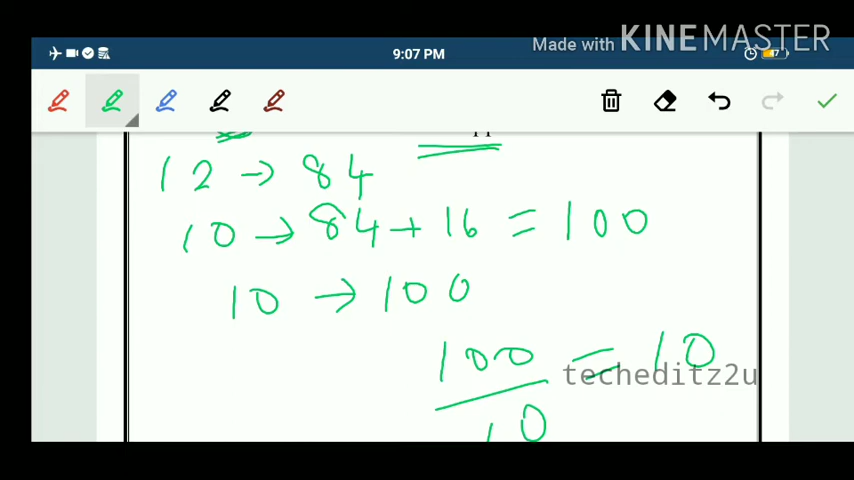 Made with KINEMASTER
9:07 PM
12 → 84
10 → 84 + 16 = 100
10 → 100
100/10 = 10
techeditz2u